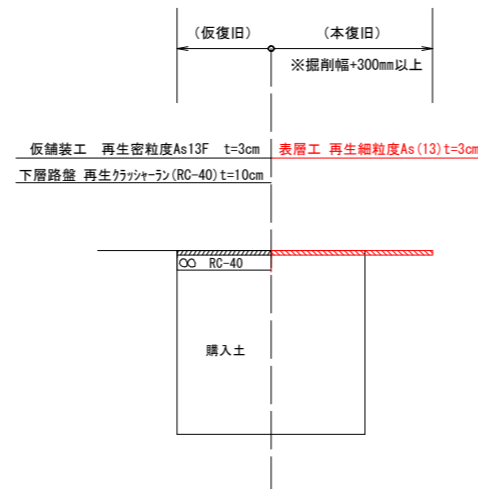 (仮復旧)
(本復旧)
※掘削幅+300mm以上
仮舗装工 再生密粒度As13F t=3cm
表層工 再生細粒度As(13)t=3cm
下層路盤 再生ｸﾗｯｼｬｰﾗﾝ(RC-40)t=10cm
RC-40
購入土